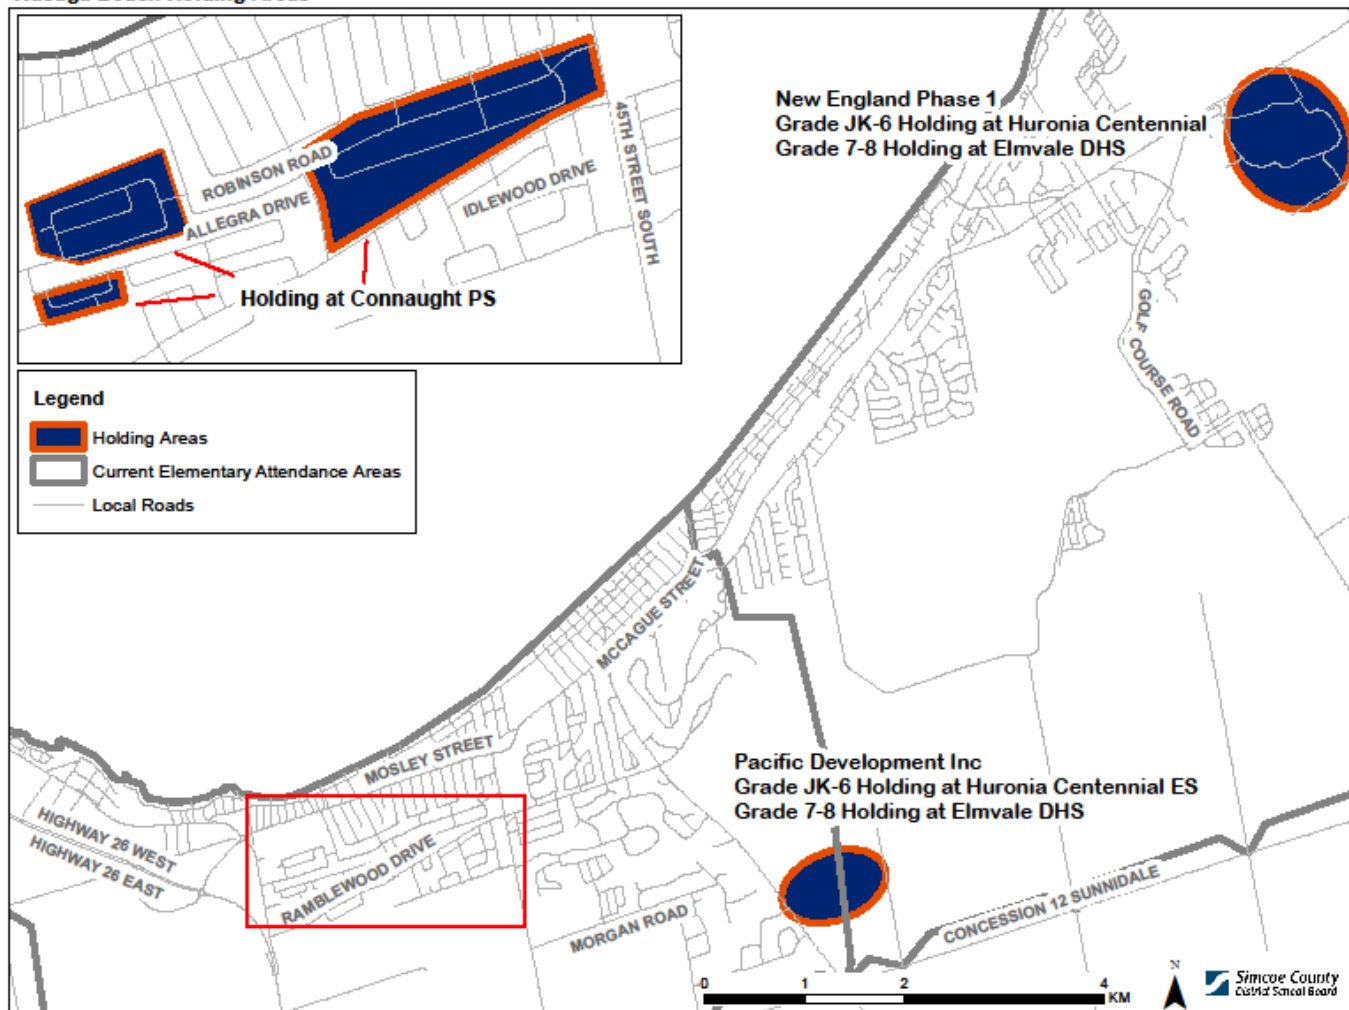 ROBINSON ROAD
ALLEGRA DRIVE
IDLEWOOD DRIVE
45TH STREET SOUTH
Holding at Connaught PS
New England Phase 1
Grade JK-6 Holding at Huronia Centennial
Grade 7-8 Holding at Elmvale DHS
Legend
Holding Areas
Current Elementary Attendance Areas
Local Roads
GOLF COURSE ROAD
MCCAGUE STREET
MOSLEY STREET
HIGHWAY 26 WEST
HIGHWAY 26 EAST
RAMBLEWOOD DRIVE
MORGAN ROAD
Pacific Development Inc
Grade JK-6 Holding at Huronia Centennial ES
Grade 7-8 Holding at Elmvale DHS
CONCESSION 12 SUNNIDALE
0 1 2 4
KM
N
Simcoe County
District School Board